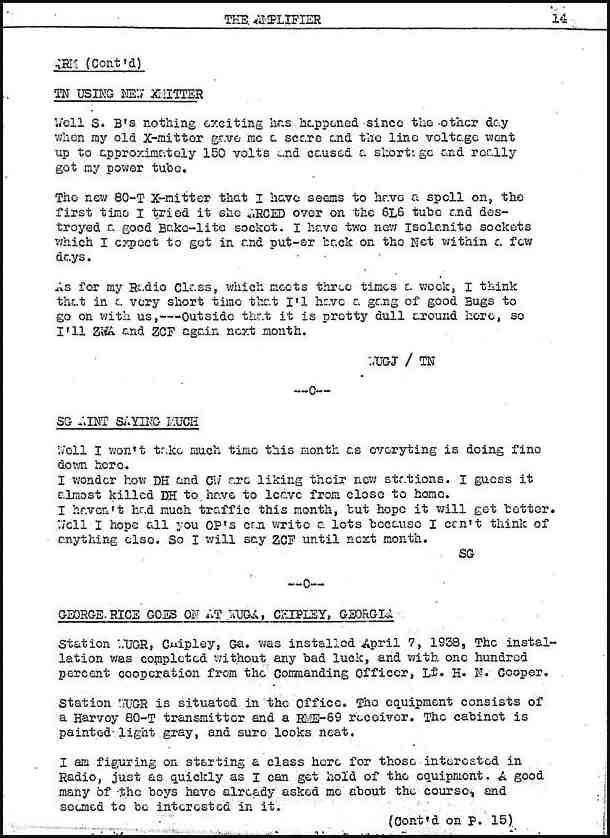 THE AMPLIFIER 14
ARM (Cont'd)
TN USING NEW XMITTER
Well S. B's nothing exciting has happened since the other day
when my old X-mitter gave me a scare and the line voltage went
up to approximately 150 volts and caused a shortage and really
got my power tube.
The new 80-T X-mitter that I have seems to have a spell on, the
first time I tried it she ARCED over on the 6L6 tube and des-
troyed a good Bake-lite socket. I have two new Isolanite sockets
which I expect to get in and put-er back on the Net within a few
days.
As for my Radio Class, which meets three times a week, I think
that in a very short time that I'l have a gang of good Bugs to
go on with us,---Outside that it is pretty dull around here, so
I'll ZWA and ZCF again next month.
WUGJ / TN
--O--
SG AINT SAYING MUCH
Well I won't take much time this month as everyting is doing fine
down here.
I wonder how DH and CW are liking their new stations. I guess it
almost killed DH to have to leave from close to home.
I haven't had much traffic this month, but hope it will get better.
Well I hope all you OP's can write a lots because I can't think of
anything else. So I will say ZCF until next month.
SG
--O--
GEORGE RICE GOES ON AT WUGA, CHIPLEY, GEORGIA
Station WUGR, Chipley, Ga. was installed April 7, 1938, The instal-
lation was completed without any bad luck, and with one hundred
percent cooperation from the Commanding Officer, Lt. H. N. Cooper.
Station WUGR is situated in the Office. The equipment consists of
a Harvey 80-T transmitter and a RME-69 receiver. The cabinet is
painted light gray, and sure looks neat.
I am figuring on starting a class here for those interested in
Radio, just as quickly as I can get hold of the equipment. A good
many of the boys have already asked me about the course, and
seemed to be interested in it.
(Cont'd on P. 15)